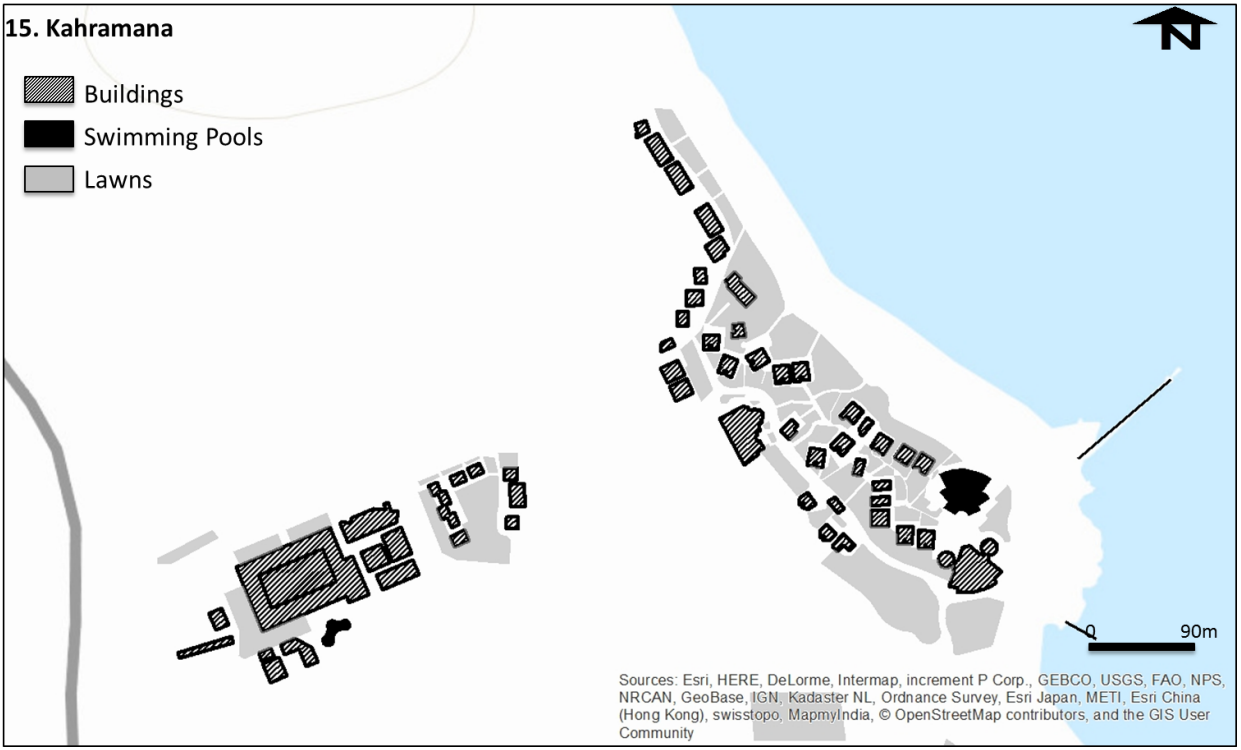 15. Kahramana
N
Buildings
Swimming Pools
Lawns
0 90m
Sources: Esri, HERE, DeLorme, Intermap, increment P Corp., GEBCO, USGS, FAO, NPS,
NRCAN, GeoBase, IGN, Kadaster NL, Ordnance Survey, Esri Japan, METI, Esri China
(Hong Kong), swisstopo, MapmyIndia, © OpenStreetMap contributors, and the GIS User
Community